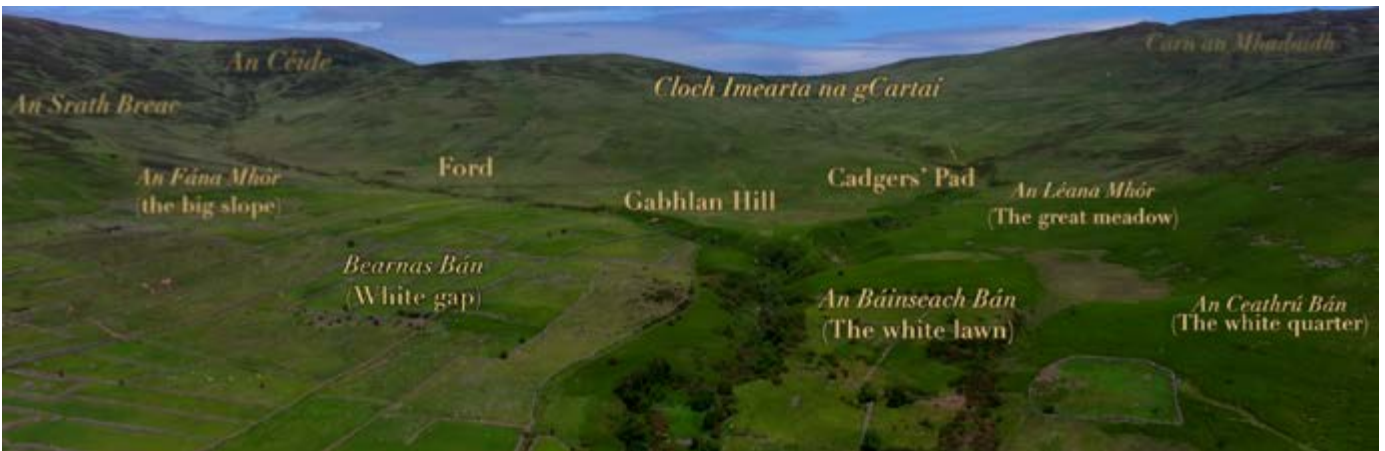 An Céide
Carn an Mhadaidh
An Srath Breac
Cloch Imearta na gCartaí
An Fána Mhór
(the big slope)
Ford
Gabhlan Hill
Cadgers' Pad
An Léana Mhór
(The great meadow)
Bearnas Bán
(White gap)
An Báinseach Bán
(The white lawn)
An Ceathrú Bán
(The white quarter)